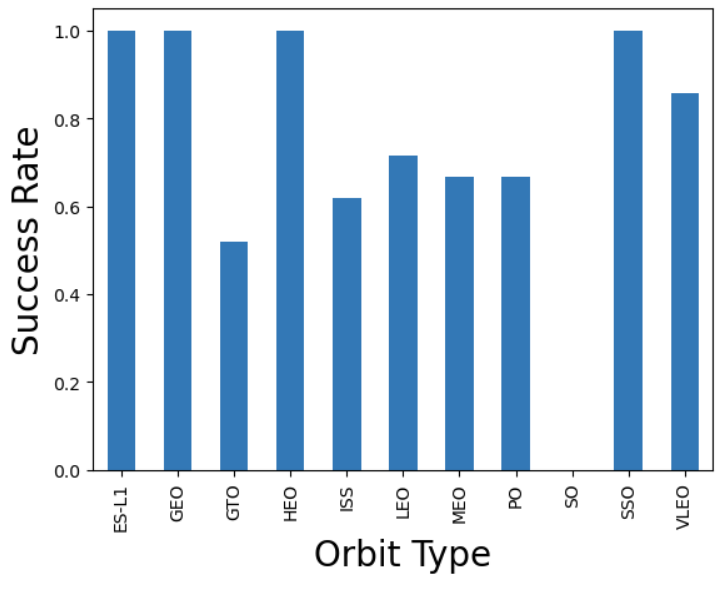 Success Rate
1.0
0.8
0.6
0.4
0.2
0.0
ES-L1
GEO
GTO
HEO
ISS
LEO
MEO
PO
SO
SSO
VLEO
Orbit Type